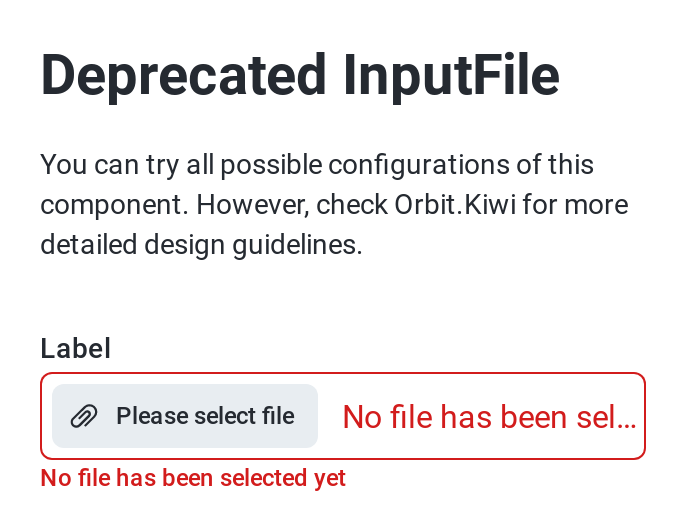 Deprecated InputFile
You can try all possible configurations of this
component. However, check Orbit.Kiwi for more
detailed design guidelines.
Label
Please select file
No file has been sel...
No file has been selected yet